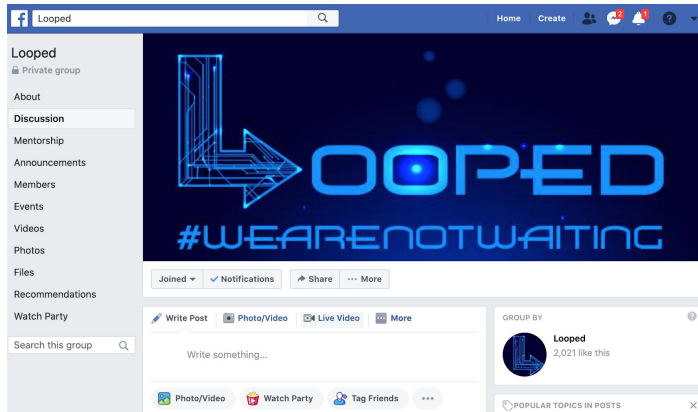 Looped
Home Create 2 1
Looped
Private group
About
Discussion
Mentorship
Announcements
Members
Events
Videos
Photos
Files
Recommendations
Watch Party
Search this group
LOOPED
#WEARENOTWAITING
Joined Notifications Share More
Write Post Photo/Video Live Video More
Write something...
Photo/Video Watch Party Tag Friends
GROUP BY
Looped
2,021 like this
POPULAR TOPICS IN POSTS